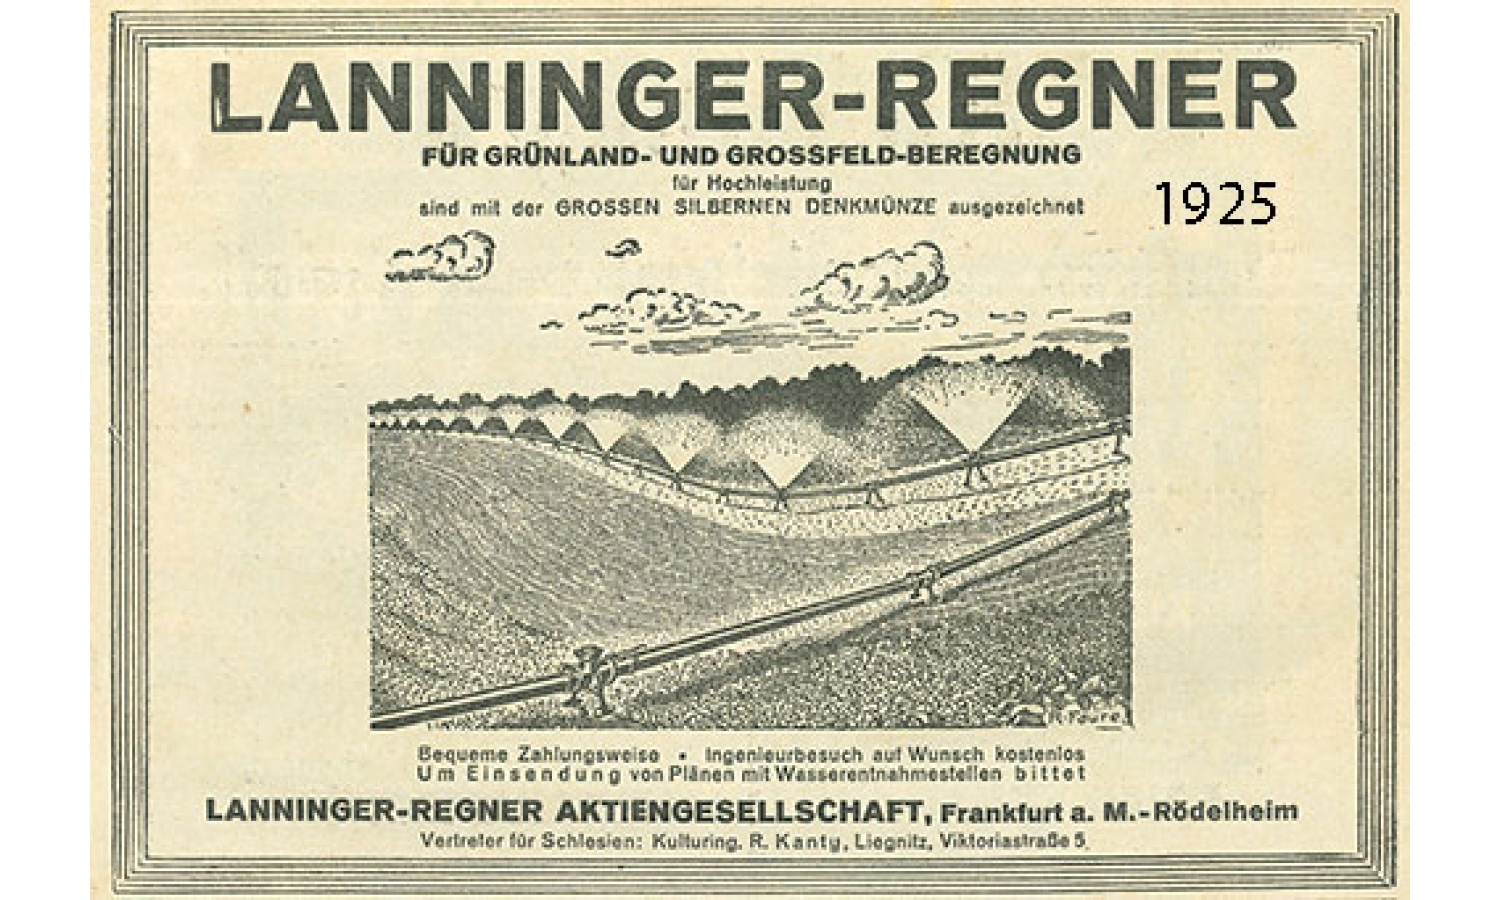 LANNINGER-REGNER
FÜR GRÜNLAND- UND GROSSFELD-BEREGNUNG
für Hochleistung
sind mit der GROSSEN SILBERNEN DENKMÜNZE ausgezeichnet
1925
R. Faure.
Bequeme Zahlungsweise • Ingenieurbesuch auf Wunsch kostenlos
Um Einsendung von Plänen mit Wasserentnahmestellen bittet
LANNINGER-REGNER AKTIENGESELLSCHAFT, Frankfurt a. M.-Rödelheim
Vertreter für Schlesien: Kulturing. R. Kanty, Liegnitz, Viktoriastraße 5.